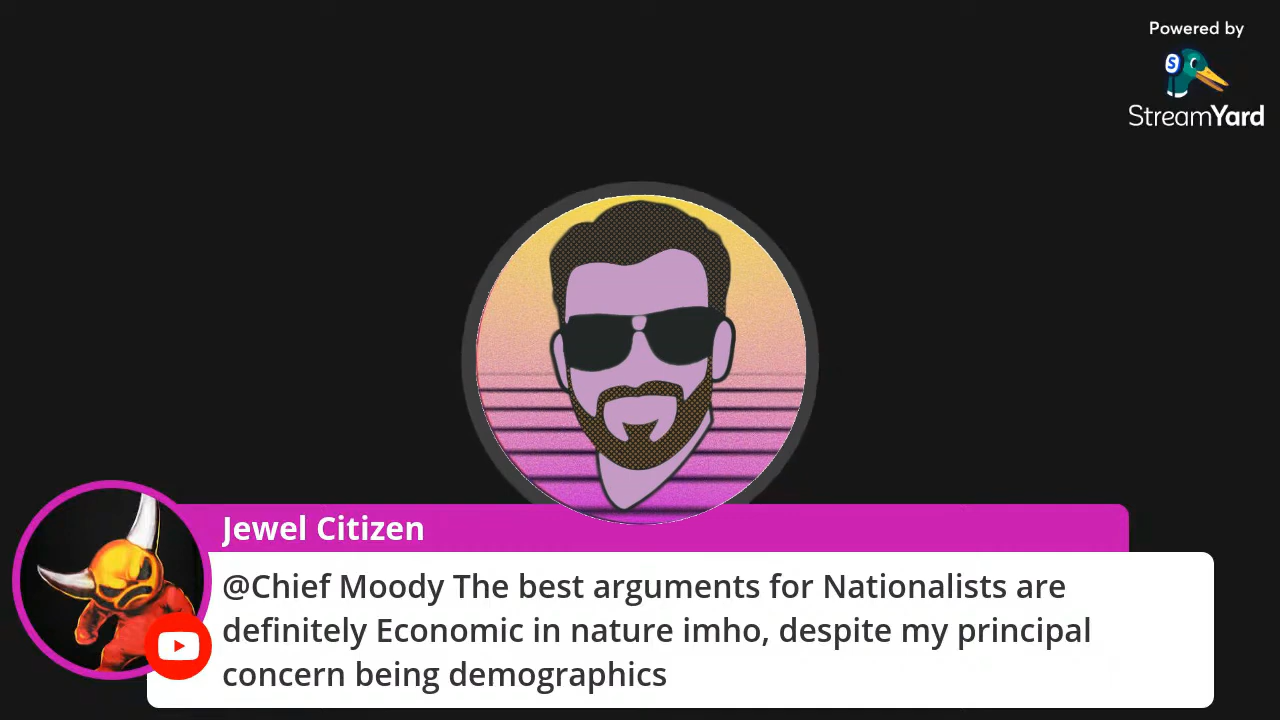 Powered by
S
StreamYard
Jewel Citizen
@Chief Moody The best arguments for Nationalists are
definitely Economic in nature imho, despite my principal
concern being demographics